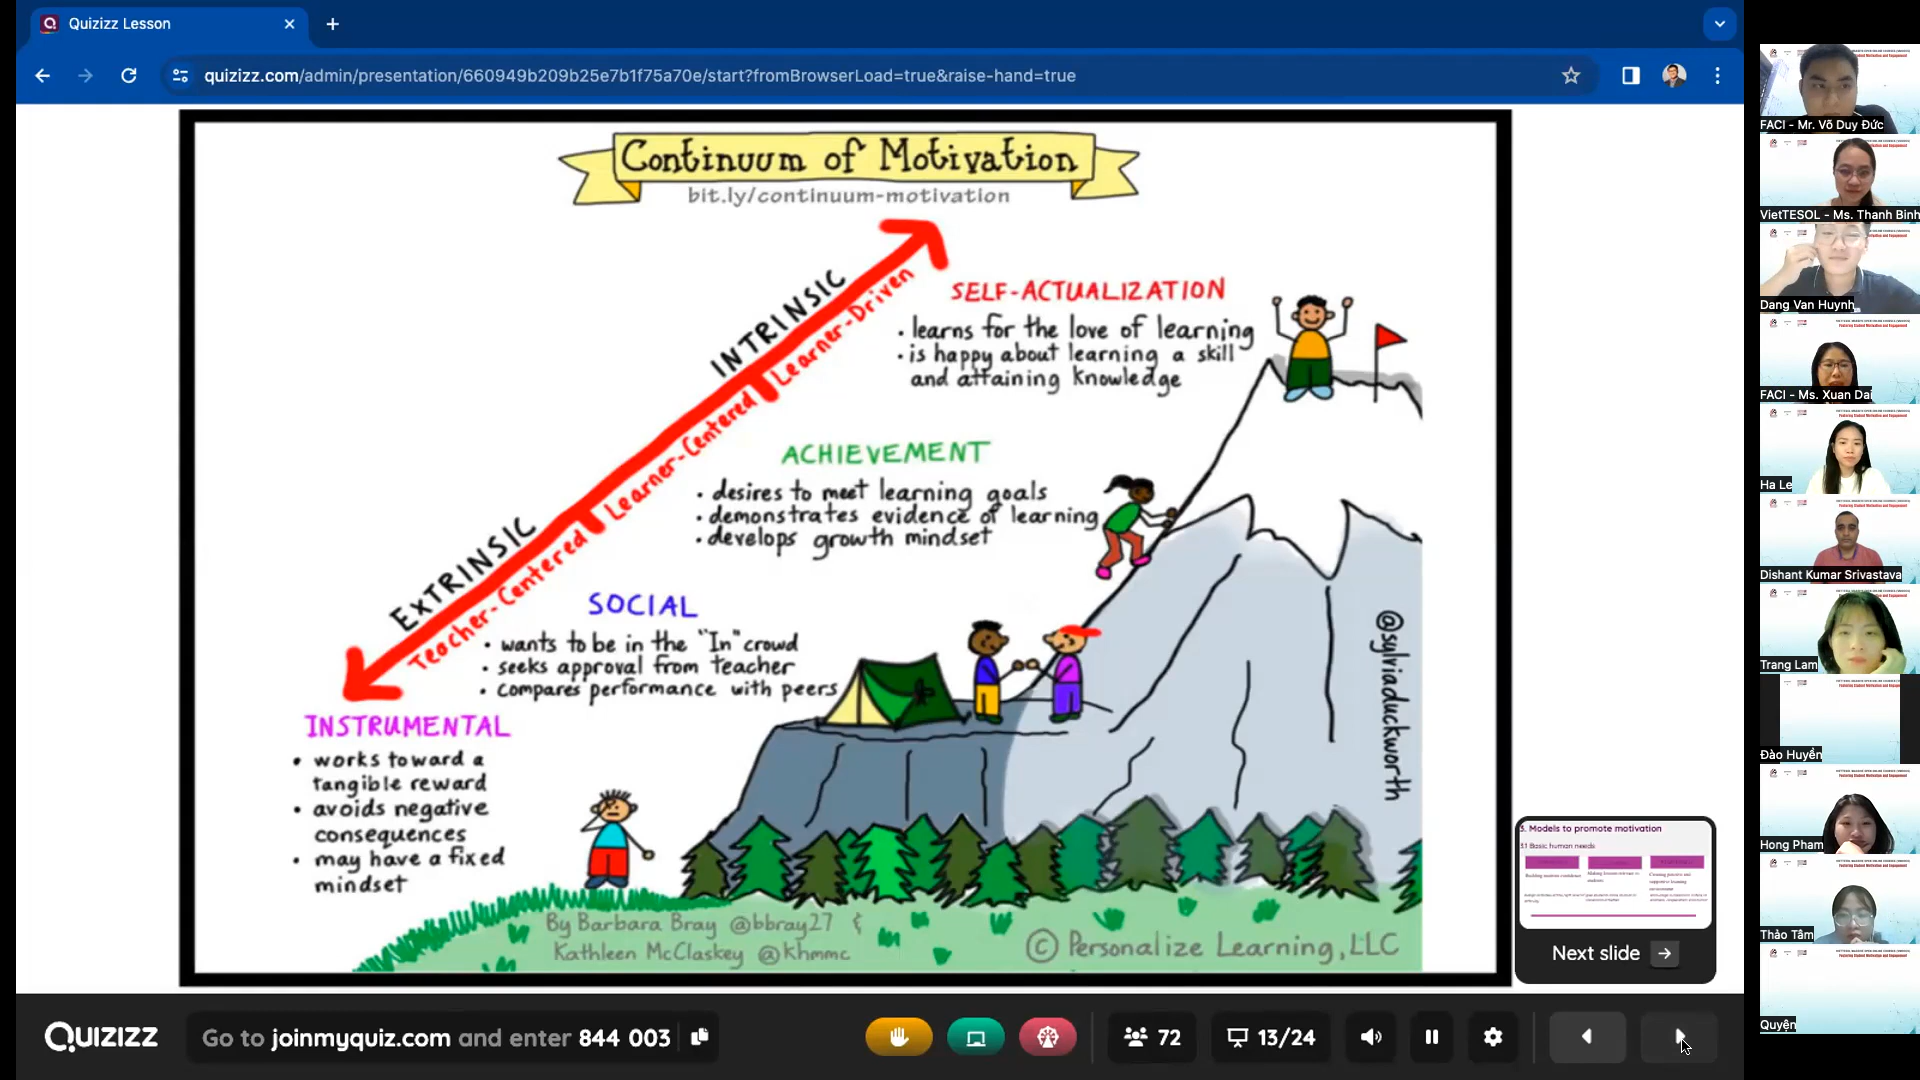 Quizizz Lesson
quizizz.com/admin/presentation/660949b209b25e7b1f75a70e/start?fromBrowserLoad=true&raise-hand=true
Continuum of Motivation
bit.ly/continuum-motivation
INTRINSIC
Learner-Driven
SELF-ACTUALIZATION
• learns for the love of learning
• is happy about learning a skill
and attaining knowledge
Learner-Centered
ACHIEVEMENT
• desires to meet learning goals
• demonstrates evidence of learning
• develops growth mindset
EXTRINSIC
Teacher-Centered
SOCIAL
• wants to be in the "In" crowd
• seeks approval from teacher
• compares performance with peers
INSTRUMENTAL
• works toward a
tangible reward
• avoids negative
consequences
• may have a fixed
mindset
@sylviaduckworth
By Barbara Bray @bbray27 &
Kathleen McClaskey @khmmc
© Personalize Learning, LLC
3. Models to promote motivation
3.1 Basic human needs
Next slide
Quizizz
Go to joinmyquiz.com and enter 844 003
72
13/24
FACI - Mr. Võ Duy Đức
VietTESOL - Ms. Thanh Binh
Dang Van Huynh
FACI - Ms. Xuan Dai
Ha Le
Dishant Kumar Srivastava
Trang Lam
Đào Huyền
Hong Pham
Thảo Tâm
Quyên